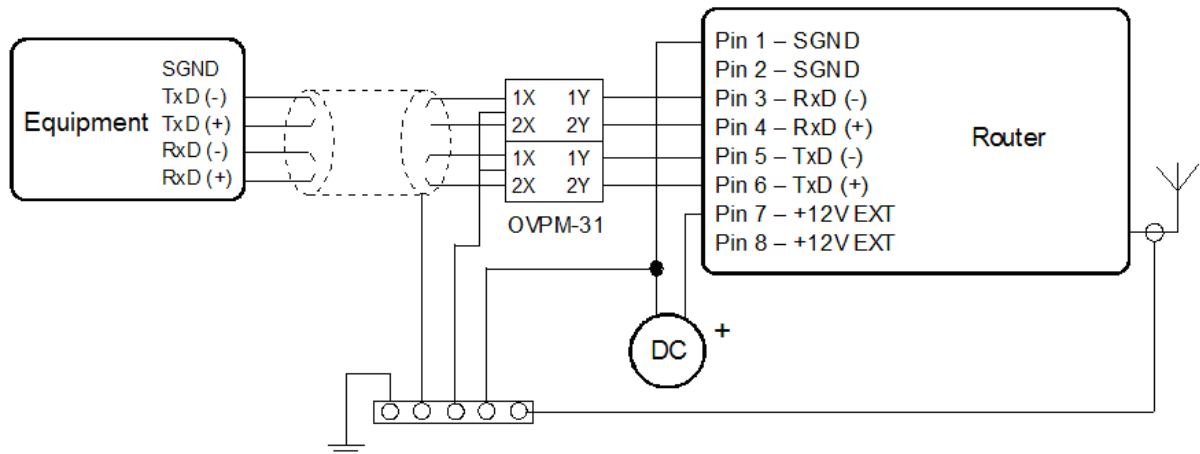 Equipment
SGND
TxD (-)
TxD (+)
RxD (-)
RxD (+)
1X 1Y
2X 2Y
1X 1Y
2X 2Y
OVPM-31
Pin 1 – SGND
Pin 2 – SGND
Pin 3 – RxD (-)
Pin 4 – RxD (+)
Pin 5 – TxD (-)
Pin 6 – TxD (+)
Pin 7 – +12V EXT
Pin 8 – +12V EXT
Router
DC
+